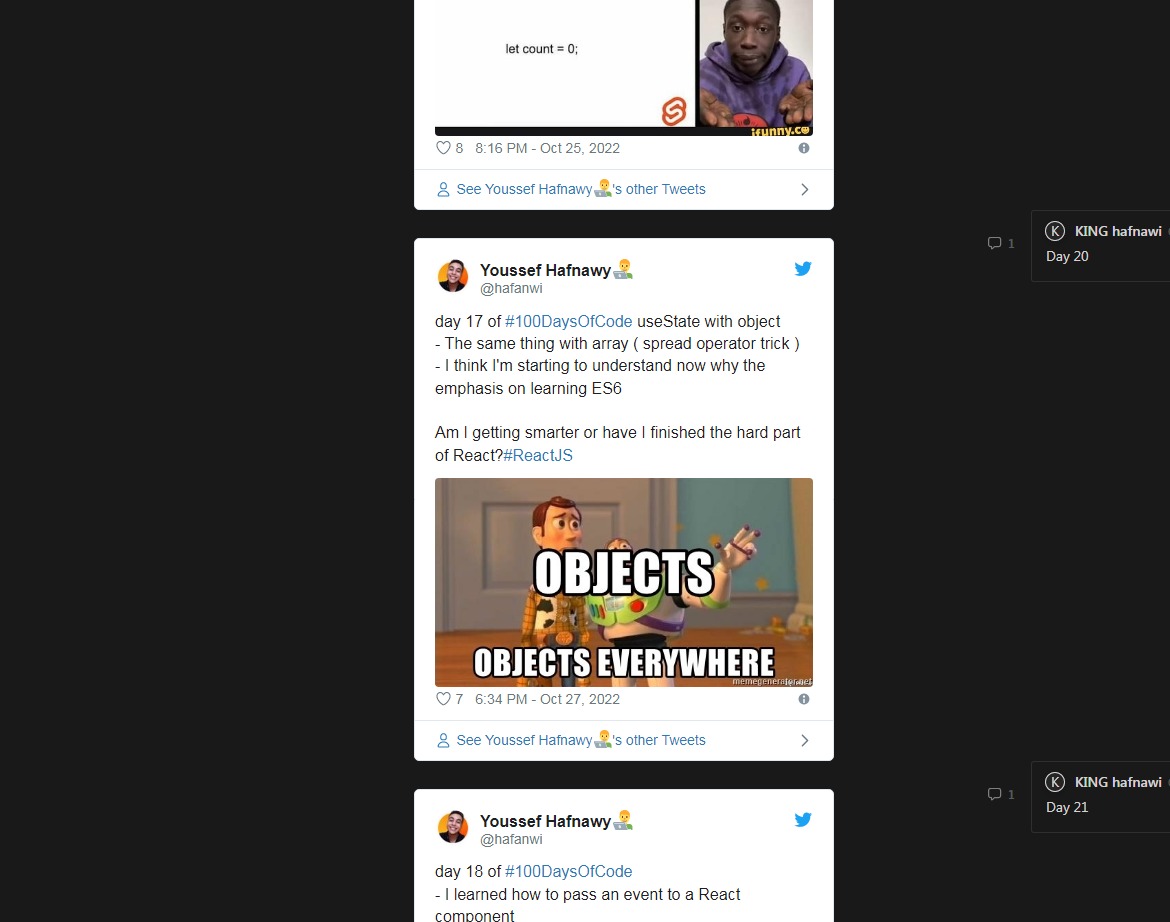 let count = 0;
ifunny.co
8 8:16 PM - Oct 25, 2022
See Youssef Hafnawy👨‍💻's other Tweets
1
K KING hafnawi
Day 20
Youssef Hafnawy👨‍💻
@hafanwi
day 17 of #100DaysOfCode useState with object
- The same thing with array ( spread operator trick )
- I think I'm starting to understand now why the
emphasis on learning ES6
Am I getting smarter or have I finished the hard part
of React?#ReactJS
OBJECTS
OBJECTS EVERYWHERE
memegenerator.net
7 6:34 PM - Oct 27, 2022
See Youssef Hafnawy👨‍💻's other Tweets
1
K KING hafnawi
Day 21
Youssef Hafnawy👨‍💻
@hafanwi
day 18 of #100DaysOfCode
- I learned how to pass an event to a React
component